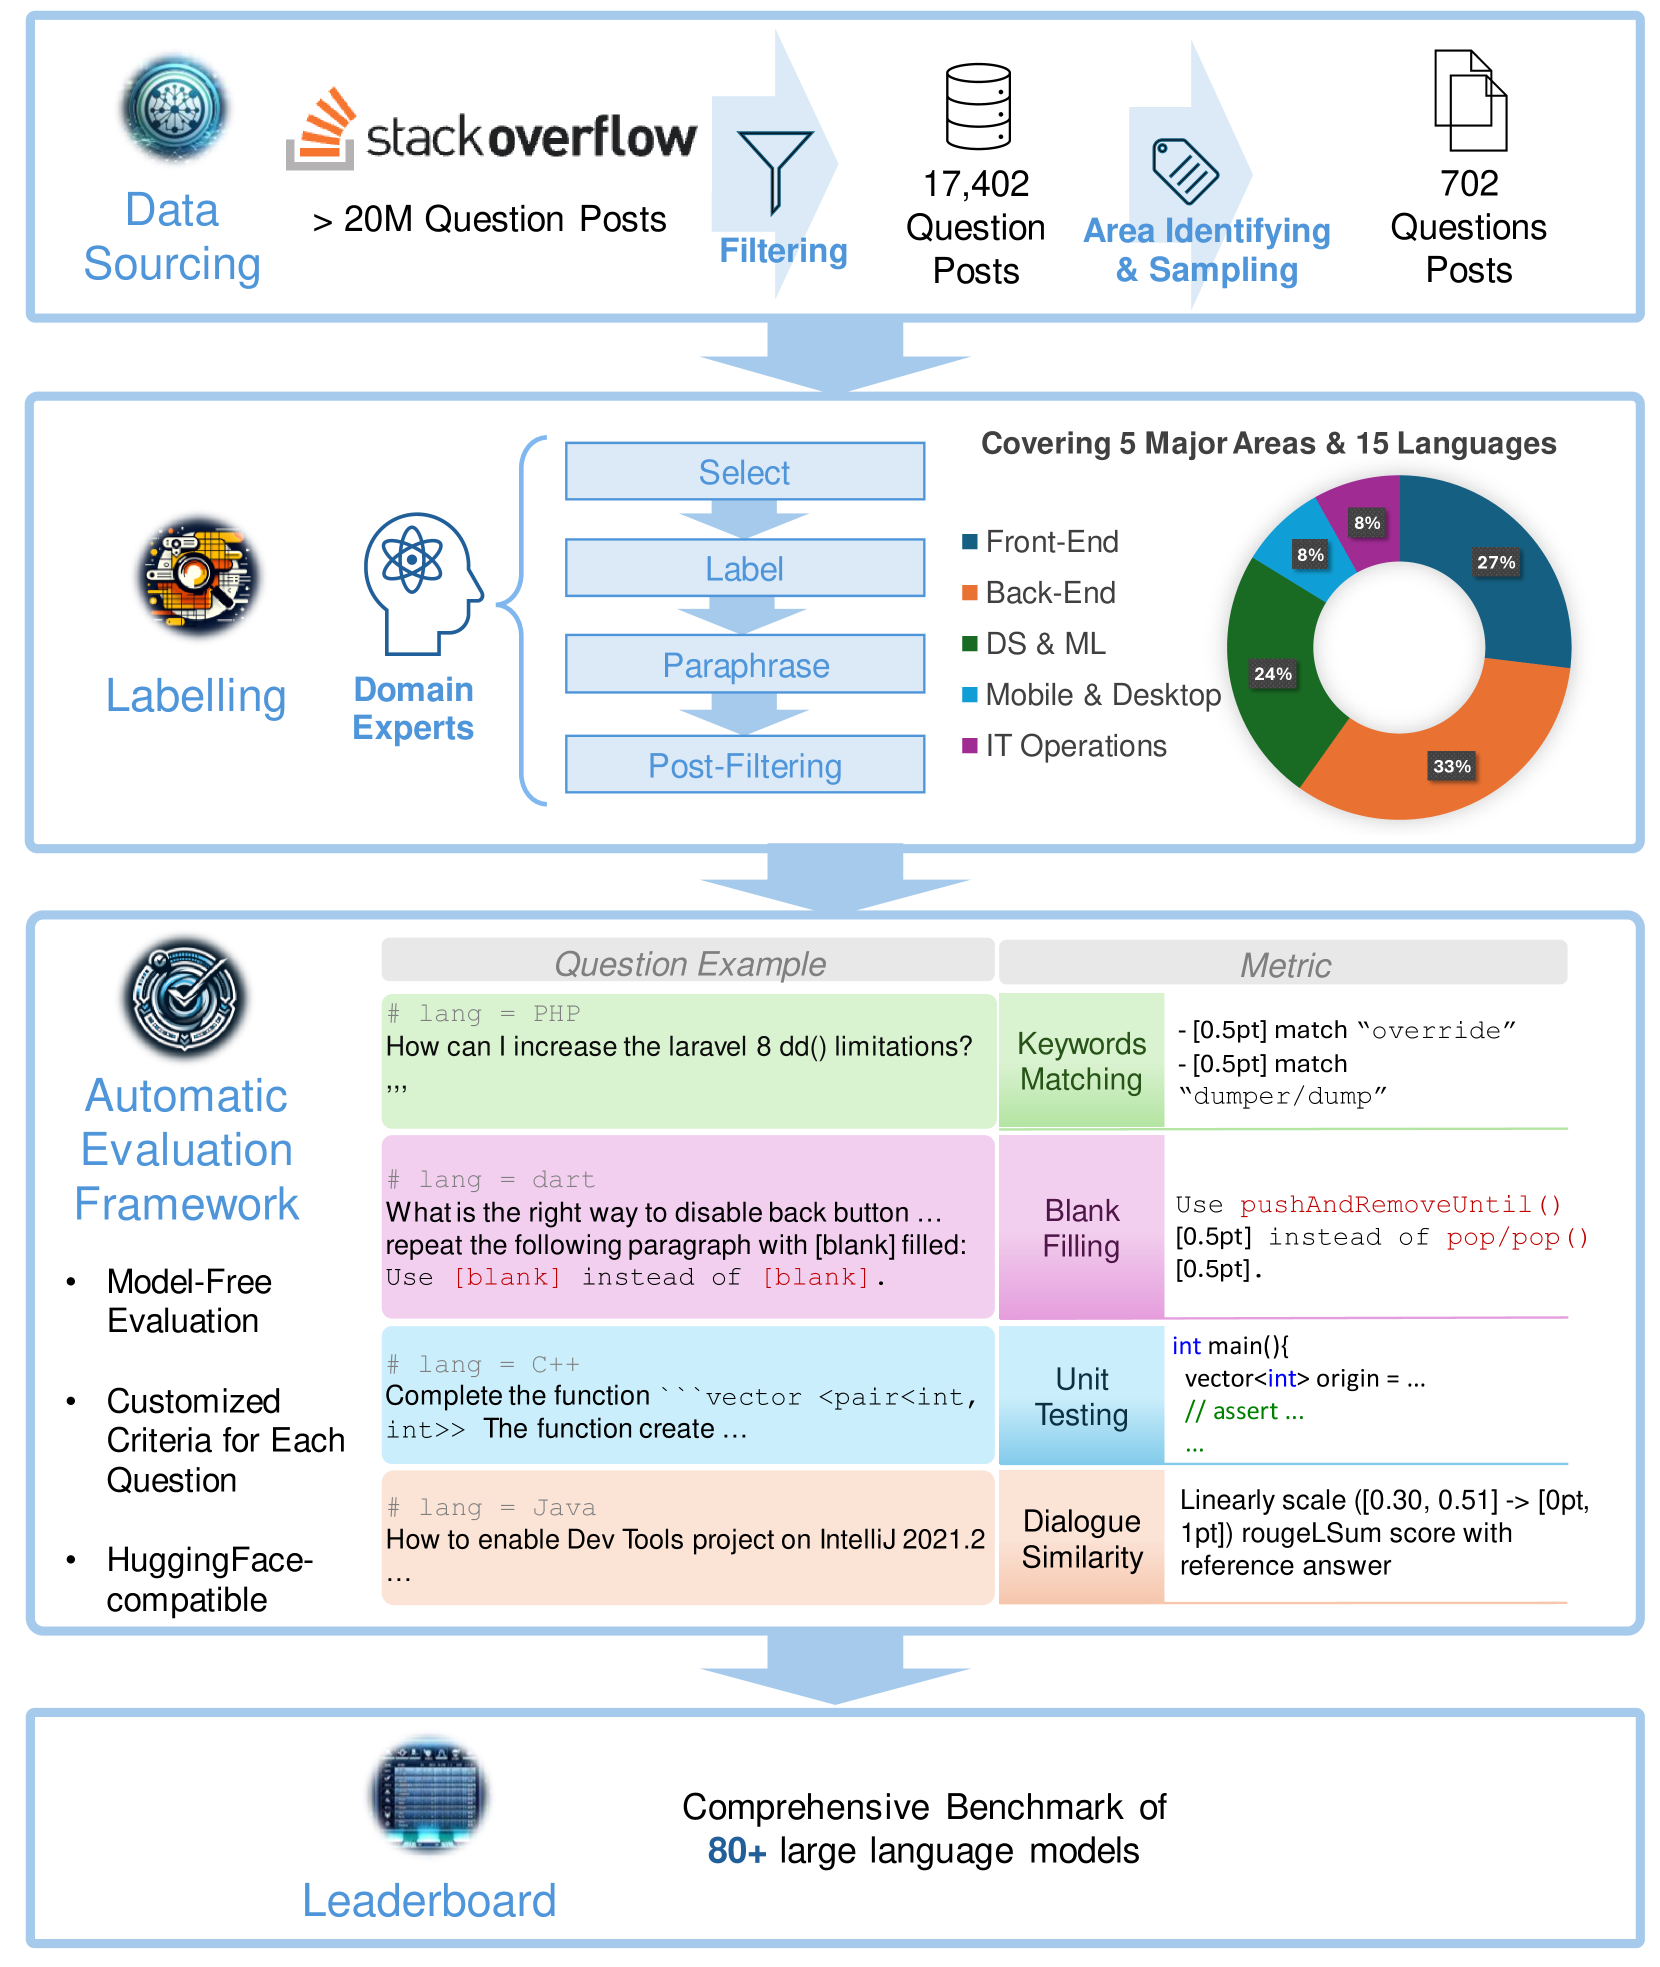 Data
Sourcing
stackoverflow
> 20M Question Posts
Filtering
17,402
Question
Posts
Area Identifying
& Sampling
702
Questions
Posts
Labelling
Domain
Experts
Select
Label
Paraphrase
Post-Filtering
Covering 5 Major Areas & 15 Languages
Front-End
Back-End
DS & ML
Mobile & Desktop
IT Operations
8%
8%
27%
24%
33%
Automatic
Evaluation
Framework
• Model-Free
Evaluation
• Customized
Criteria for Each
Question
• HuggingFace-
compatible
Question Example
Metric
# lang = PHP
How can I increase the laravel 8 dd() limitations?
,,,
Keywords
Matching
- [0.5pt] match “override”
- [0.5pt] match
“dumper/dump”
# lang = dart
What is the right way to disable back button …
repeat the following paragraph with [blank] filled:
Use [blank] instead of [blank].
Blank
Filling
Use pushAndRemoveUntil()
[0.5pt] instead of pop/pop()
[0.5pt].
# lang = C++
Complete the function ```vector <pair<int,
int>> The function create …
Unit
Testing
int main(){
vector<int> origin = ...
// assert ...
...
# lang = Java
How to enable Dev Tools project on IntelliJ 2021.2
…
Dialogue
Similarity
Linearly scale ([0.30, 0.51] -> [0pt,
1pt]) rougeLSum score with
reference answer
Leaderboard
Comprehensive Benchmark of
80+ large language models